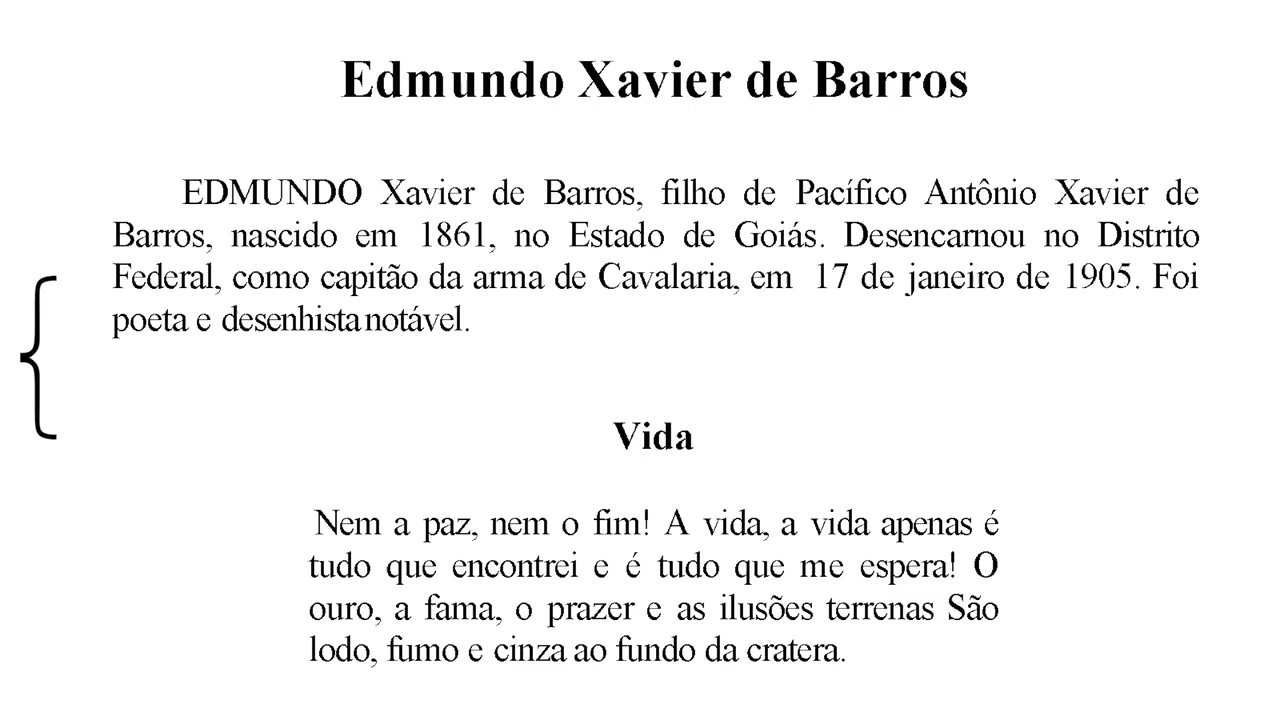 Edmundo Xavier de Barros
EDMUNDO Xavier de Barros, filho de Pacífico Antônio Xavier de
Barros, nascido em 1861, no Estado de Goiás. Desencarnou no Distrito
Federal, como capitão da arma de Cavalaria, em 17 de janeiro de 1905. Foi
poeta e desenhista notável.
Vida
Nem a paz, nem o fim! A vida, a vida apenas é
tudo que encontrei e é tudo que me espera! O
ouro, a fama, o prazer e as ilusões terrenas São
lodo, fumo e cinza ao fundo da cratera.